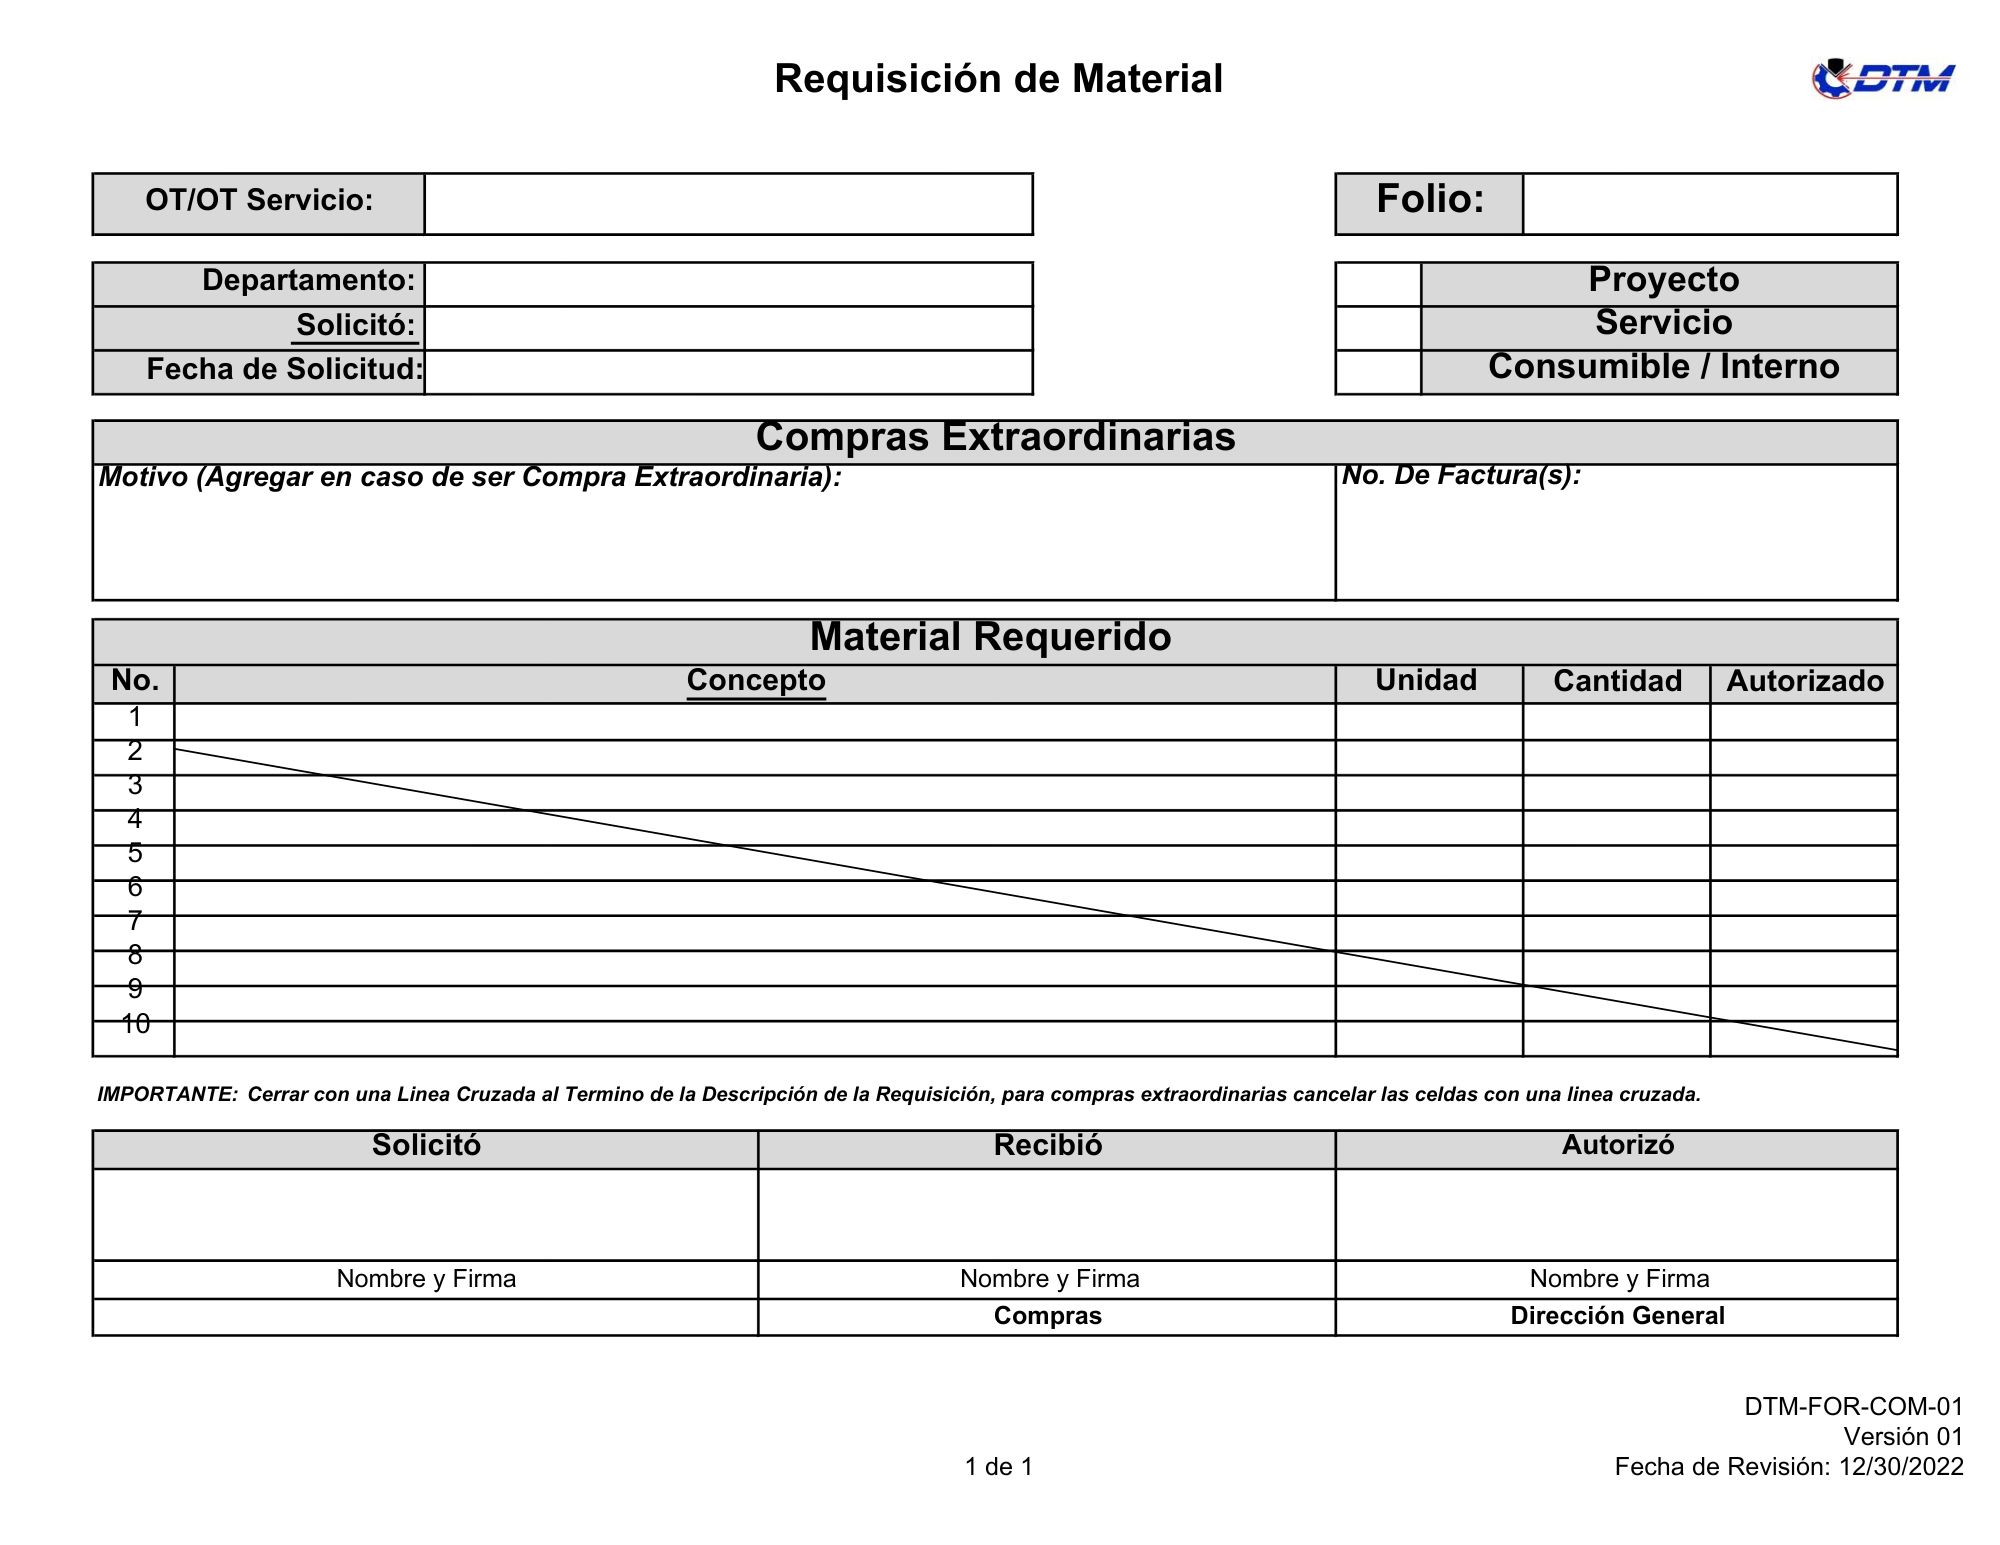 Requisición de Material
DTM
OT/OT Servicio:
Folio:
Departamento:
Proyecto
Solicitó:
Servicio
Fecha de Solicitud:
Consumible / Interno
Compras Extraordinarias
Motivo (Agregar en caso de ser Compra Extraordinaria):
No. De Factura(s):
Material Requerido
No. Concepto Unidad Cantidad Autorizado
1
2
3
4
5
6
7
8
9
10
IMPORTANTE: Cerrar con una Linea Cruzada al Termino de la Descripción de la Requisición, para compras extraordinarias cancelar las celdas con una linea cruzada.
Solicitó Recibió Autorizó
Nombre y Firma Nombre y Firma Nombre y Firma
Compras Dirección General
DTM-FOR-COM-01
Versión 01
1 de 1 Fecha de Revisión: 12/30/2022